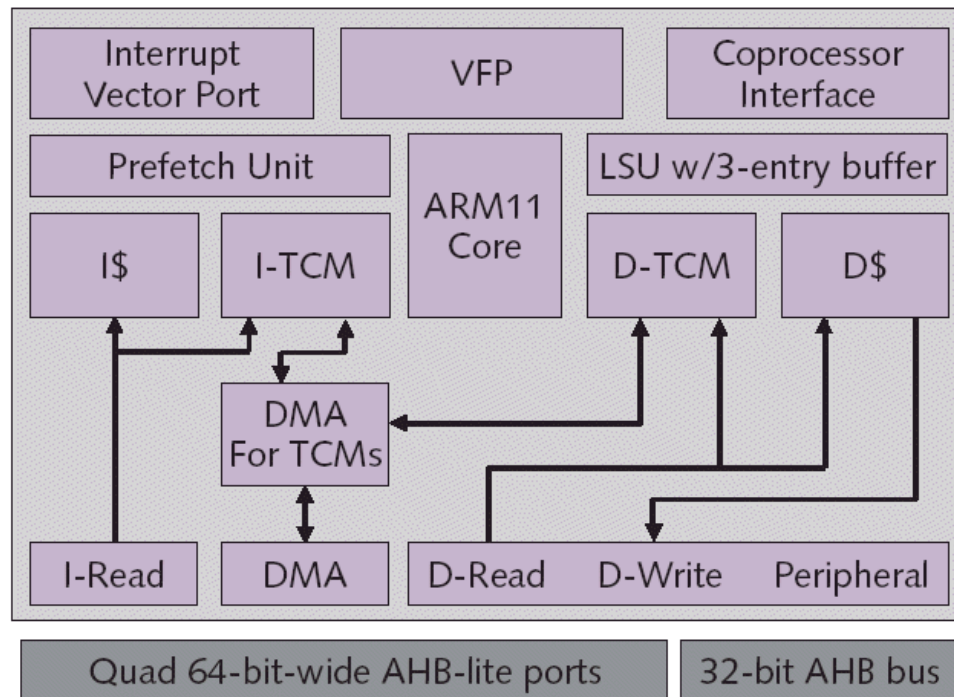 Interrupt
Vector Port
VFP
Coprocessor
Interface
Prefetch Unit
ARM11
Core
LSU w/3-entry buffer
I$
I-TCM
D-TCM
D$
DMA
For TCMs
I-Read
DMA
D-Read
D-Write
Peripheral
Quad 64-bit-wide AHB-lite ports
32-bit AHB bus